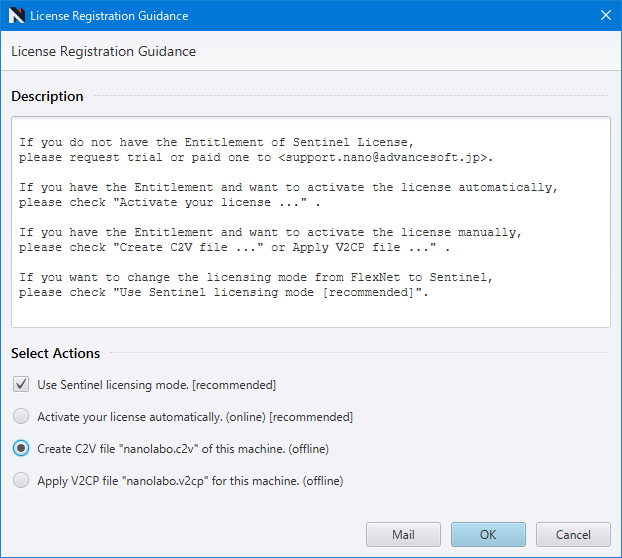 License Registration Guidance
License Registration Guidance
Description
If you do not have the Entitlement of Sentinel License,
please request trial or paid one to <support.nano@advancesoft.jp>.
If you have the Entitlement and want to activate the license automatically,
please check "Activate your license ..." .
If you have the Entitlement and want to activate the license manually,
please check "Create C2V file ..." or Apply V2CP file ..." .
If you want to change the licensing mode from FlexNet to Sentinel,
please check "Use Sentinel licensing mode [recommended]".
Select Actions
Use Sentinel licensing mode. [recommended]
Activate your license automatically. (online) [recommended]
Create C2V file "nanolabo.c2v" of this machine. (offline)
Apply V2CP file "nanolabo.v2cp" for this machine. (offline)
Mail OK Cancel